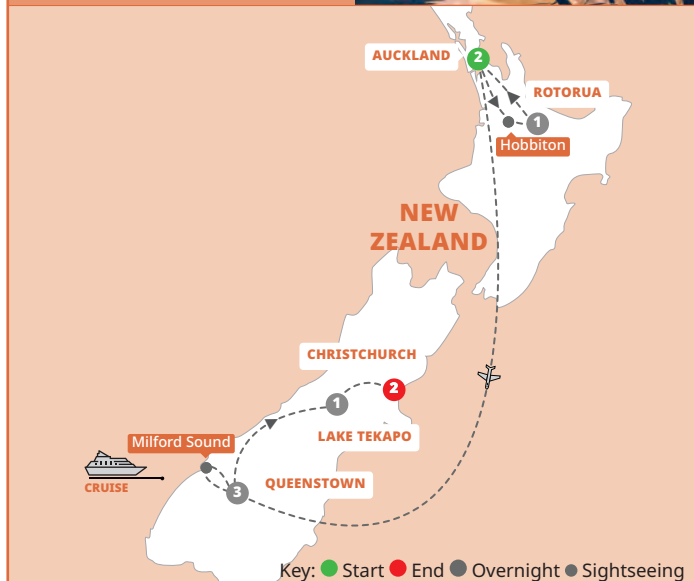 AUCKLAND
2
ROTORUA
1
Hobbiton
NEW
ZEALAND
CHRISTCHURCH
2
1
LAKE TEKAPO
Milford Sound
CRUISE
3
QUEENSTOWN
Key: Start End Overnight Sightseeing